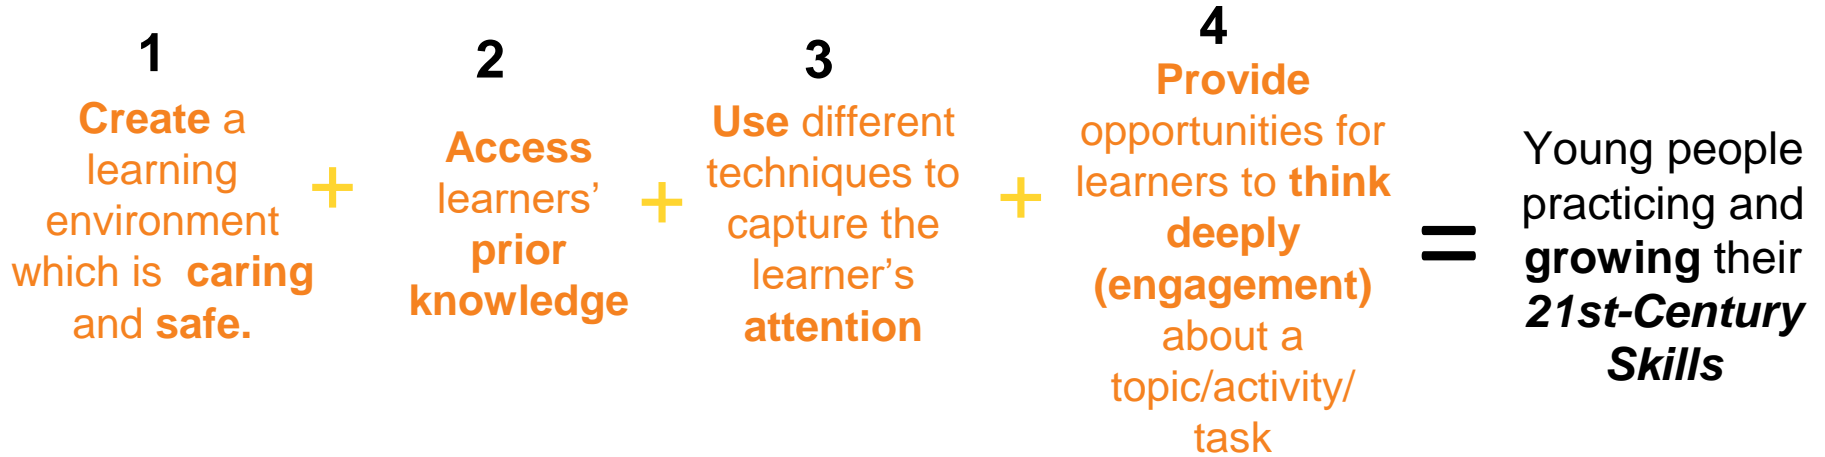 1
Create a
learning
environment
which is caring
and safe.
+
2
Access
learners’
prior
knowledge
+
3
Use different
techniques to
capture the
learner’s
attention
+
4
Provide
opportunities for
learners to think
deeply
(engagement)
about a
topic/activity/
task
=
Young people
practicing and
growing their
21st-Century
Skills